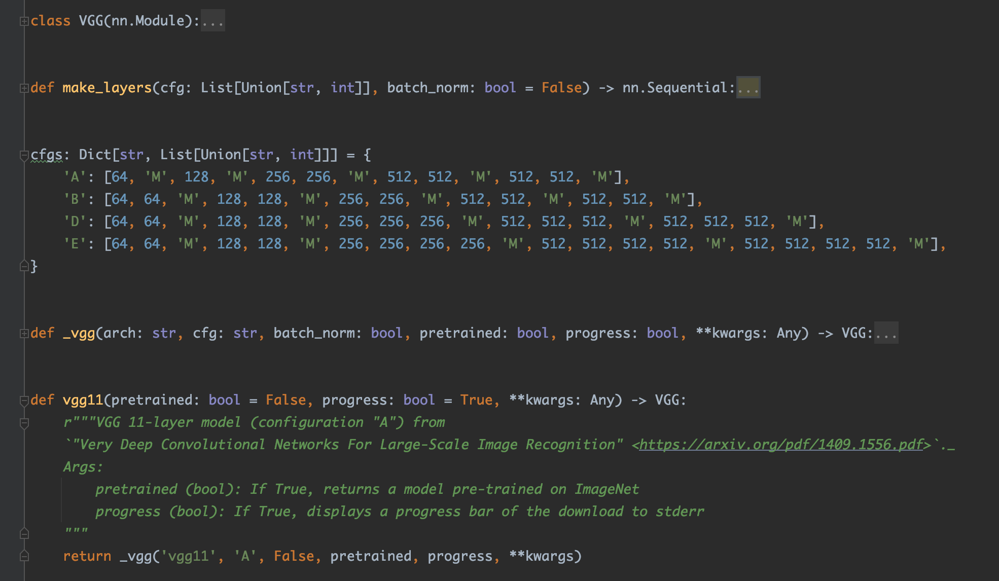 class VGG(nn.Module):...
def make_layers(cfg: List[Union[str, int]], batch_norm: bool = False) -> nn.Sequential:...
cfgs: Dict[str, List[Union[str, int]]] = {
    'A': [64, 'M', 128, 'M', 256, 256, 'M', 512, 512, 'M', 512, 512, 'M'],
    'B': [64, 64, 'M', 128, 128, 'M', 256, 256, 'M', 512, 512, 'M', 512, 512, 'M'],
    'D': [64, 64, 'M', 128, 128, 'M', 256, 256, 256, 'M', 512, 512, 512, 'M', 512, 512, 512, 'M'],
    'E': [64, 64, 'M', 128, 128, 'M', 256, 256, 256, 256, 'M', 512, 512, 512, 512, 'M', 512, 512, 512, 512, 'M'],
}
def _vgg(arch: str, cfg: str, batch_norm: bool, pretrained: bool, progress: bool, **kwargs: Any) -> VGG:...
def vgg11(pretrained: bool = False, progress: bool = True, **kwargs: Any) -> VGG:
    r"""VGG 11-layer model (configuration "A") from
    `"Very Deep Convolutional Networks For Large-Scale Image Recognition" <https://arxiv.org/pdf/1409.1556.pdf>`._
    Args:
        pretrained (bool): If True, returns a model pre-trained on ImageNet
        progress (bool): If True, displays a progress bar of the download to stderr
    """
    return _vgg('vgg11', 'A', False, pretrained, progress, **kwargs)